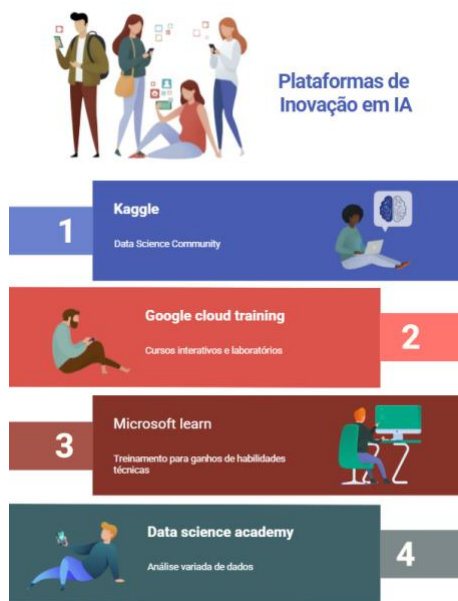 Plataformas de
Inovação em IA
1
Kaggle
Data Science Community
Google cloud training
Cursos interativos e laboratórios
2
3
Microsoft learn
Treinamento para ganhos de habilidades
técnicas
Data science academy
Análise variada de dados
4